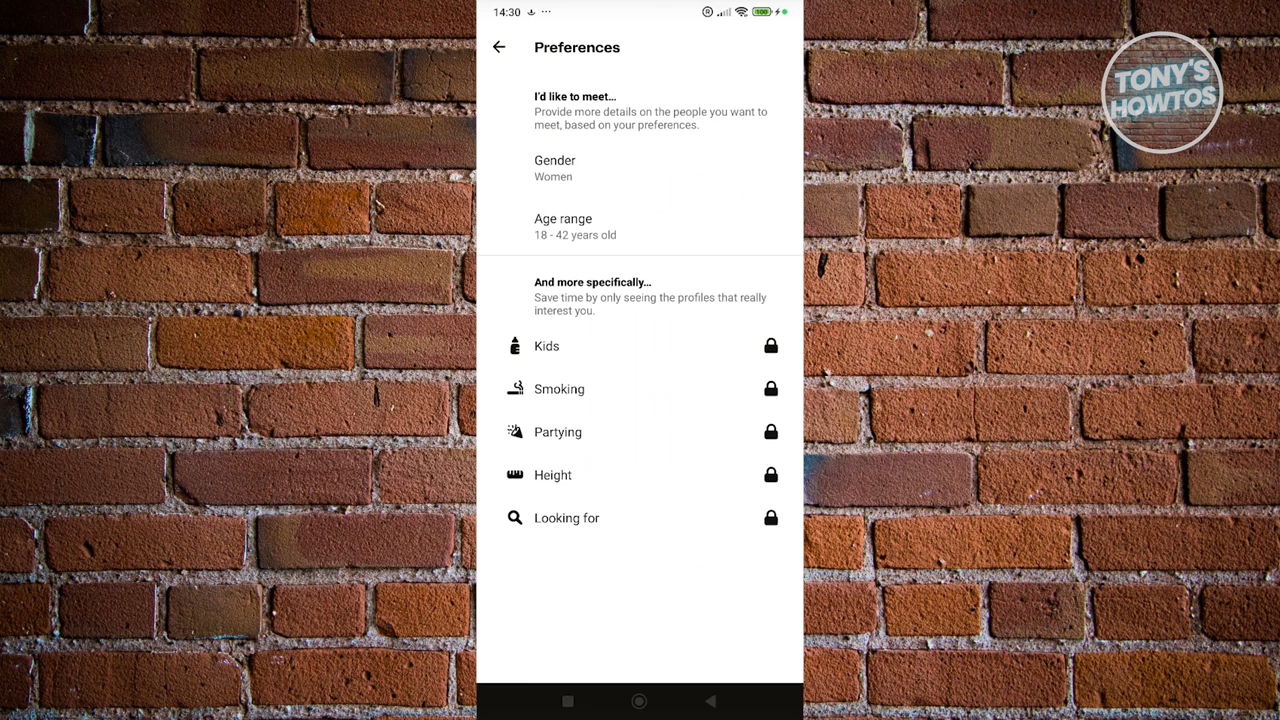 14:30
100
Preferences
TONY'S
HOWTOS
I'd like to meet...
Provide more details on the people you want to
meet, based on your preferences.
Gender
Women
Age range
18 - 42 years old
And more specifically...
Save time by only seeing the profiles that really
interest you.
Kids
Smoking
Partying
Height
Looking for